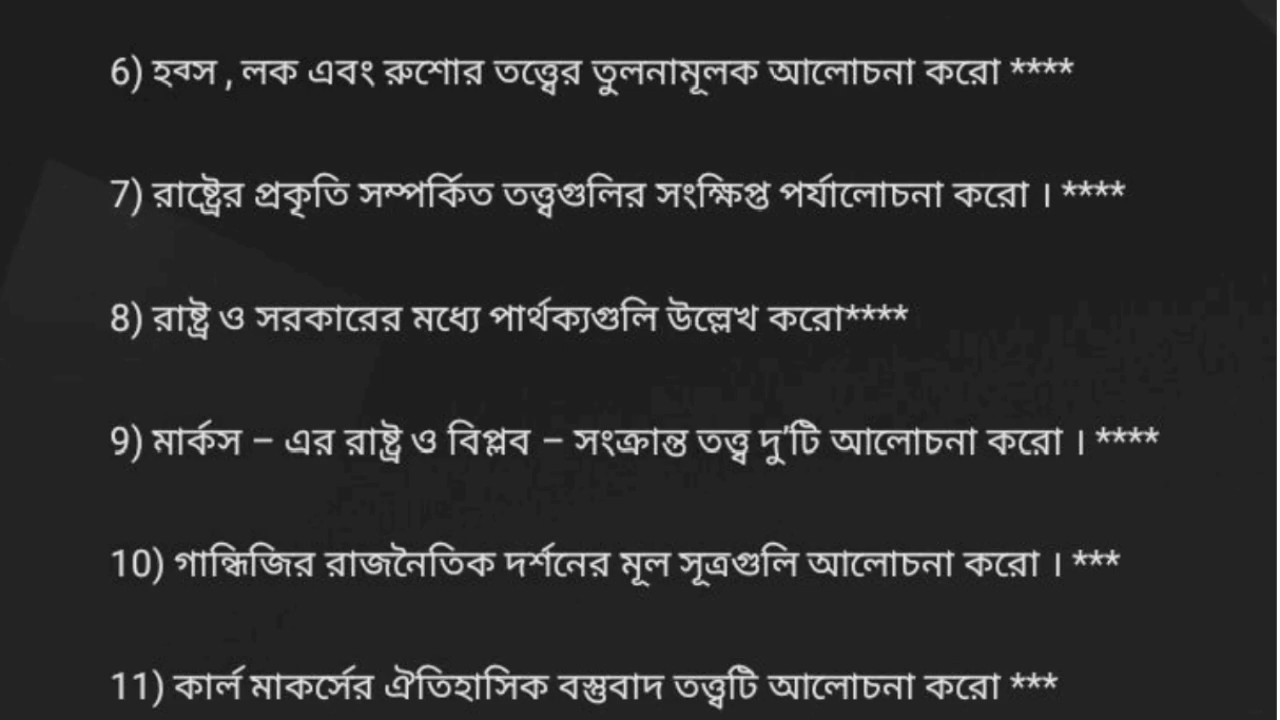 6) হবস , লক এবং রুশোর তত্ত্বের তুলনামূলক আলোচনা করো ****
7) রাষ্ট্রের প্রকৃতি সম্পর্কিত তত্ত্বগুলির সংক্ষিপ্ত পর্যালোচনা করো । ****
8) রাষ্ট্র ও সরকারের মধ্যে পার্থক্যগুলি উল্লেখ করো****
9) মার্কস – এর রাষ্ট্র ও বিপ্লব – সংক্রান্ত তত্ত্ব দু'টি আলোচনা করো । ****
10) গান্ধিজির রাজনৈতিক দর্শনের মূল সূত্রগুলি আলোচনা করো । ***
11) কার্ল মাকর্সের ঐতিহাসিক বস্তুবাদ তত্ত্বটি আলোচনা করো ***